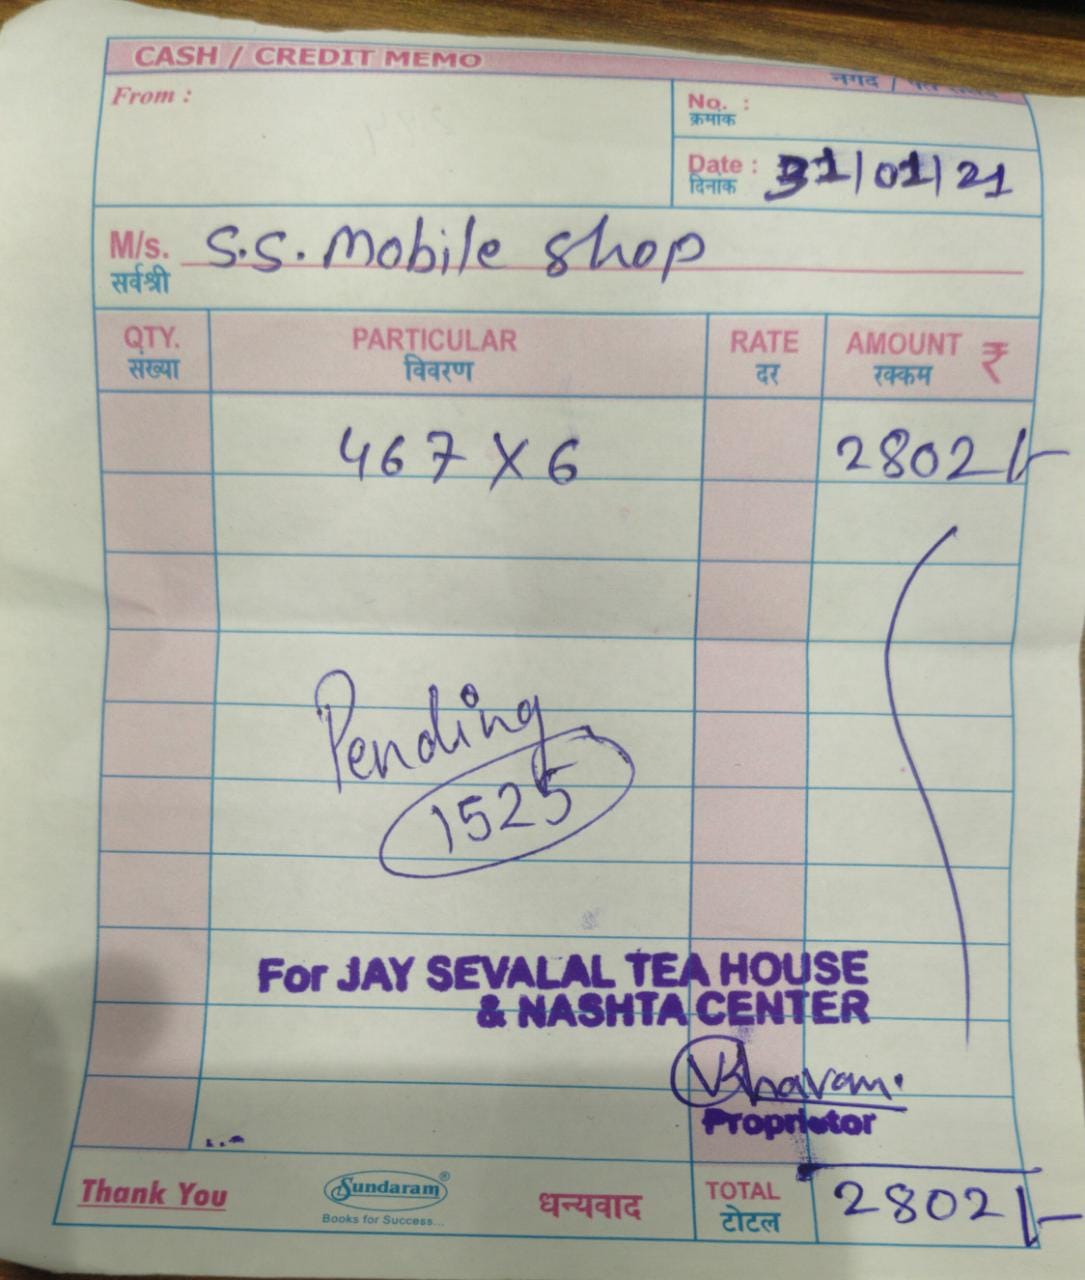 CASH / CREDIT MEMO
नगद / पत
From :
No. :
क्रमांक
Date : 31/01/21
दिनांक
M/s. S.S. Mobile Shop
सर्वश्री
QTY. PARTICULAR RATE AMOUNT ₹
संख्या विवरण दर रक्कम
467 X 6 2802/-
Pending
1525
For JAY SEVALAL TEA HOUSE
& NASHTA CENTER
Proprietor
Thank You Sundaram® धन्यवाद TOTAL 2802/-
Books for Success... टोटल